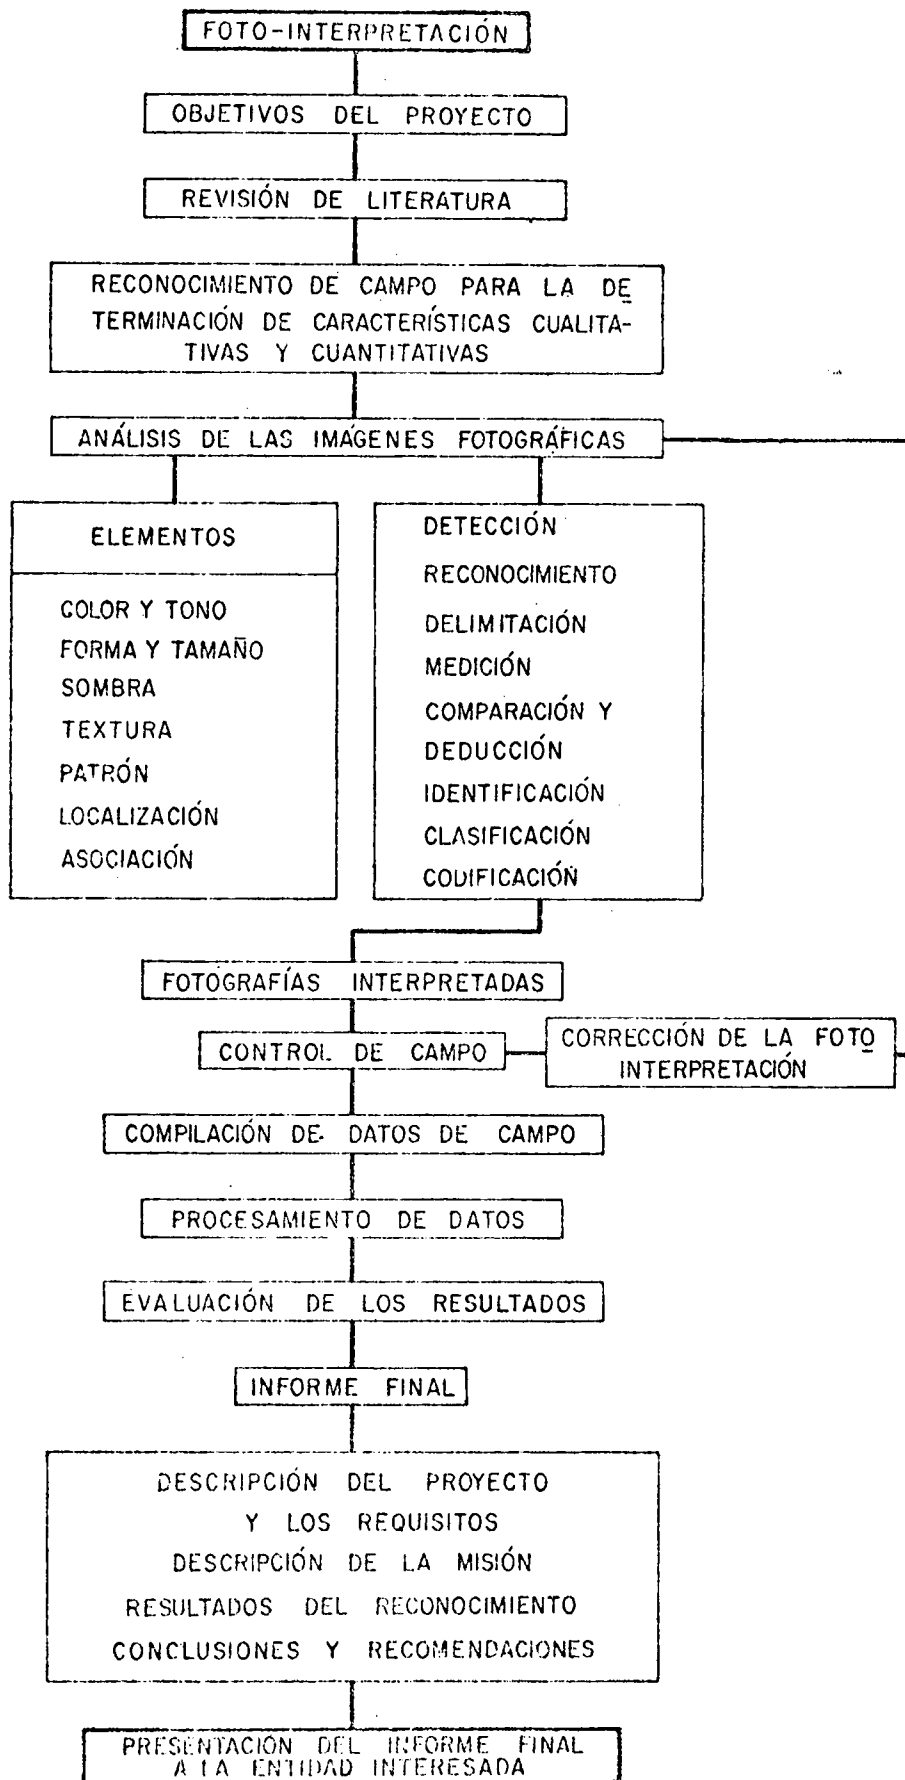 FOTO-INTERPRETACIÓN
OBJETIVOS DEL PROYECTO
REVISIÓN DE LITERATURA
RECONOCIMIENTO DE CAMPO PARA LA DE
TERMINACIÓN DE CARACTERÍSTICAS CUALITA-
TIVAS Y CUANTITATIVAS
ANÁLISIS DE LAS IMÁGENES FOTOGRÁFICAS
ELEMENTOS
COLOR Y TONO
FORMA Y TAMAÑO
SOMBRA
TEXTURA
PATRÓN
LOCALIZACIÓN
ASOCIACIÓN
DETECCIÓN
RECONOCIMIENTO
DELIMITACIÓN
MEDICIÓN
COMPARACIÓN Y
DEDUCCIÓN
IDENTIFICACIÓN
CLASIFICACIÓN
CODIFICACIÓN
FOTOGRAFÍAS INTERPRETADAS
CONTROL DE CAMPO
CORRECCIÓN DE LA FOTO
INTERPRETACIÓN
COMPILACIÓN DE DATOS DE CAMPO
PROCESAMIENTO DE DATOS
EVALUACIÓN DE LOS RESULTADOS
INFORME FINAL
DESCRIPCIÓN DEL PROYECTO
Y LOS REQUISITOS
DESCRIPCIÓN DE LA MISIÓN
RESULTADOS DEL RECONOCIMIENTO
CONCLUSIONES Y RECOMENDACIONES
PRESENTACIÓN DEL INFORME FINAL
A LA ENTIDAD INTERESADA